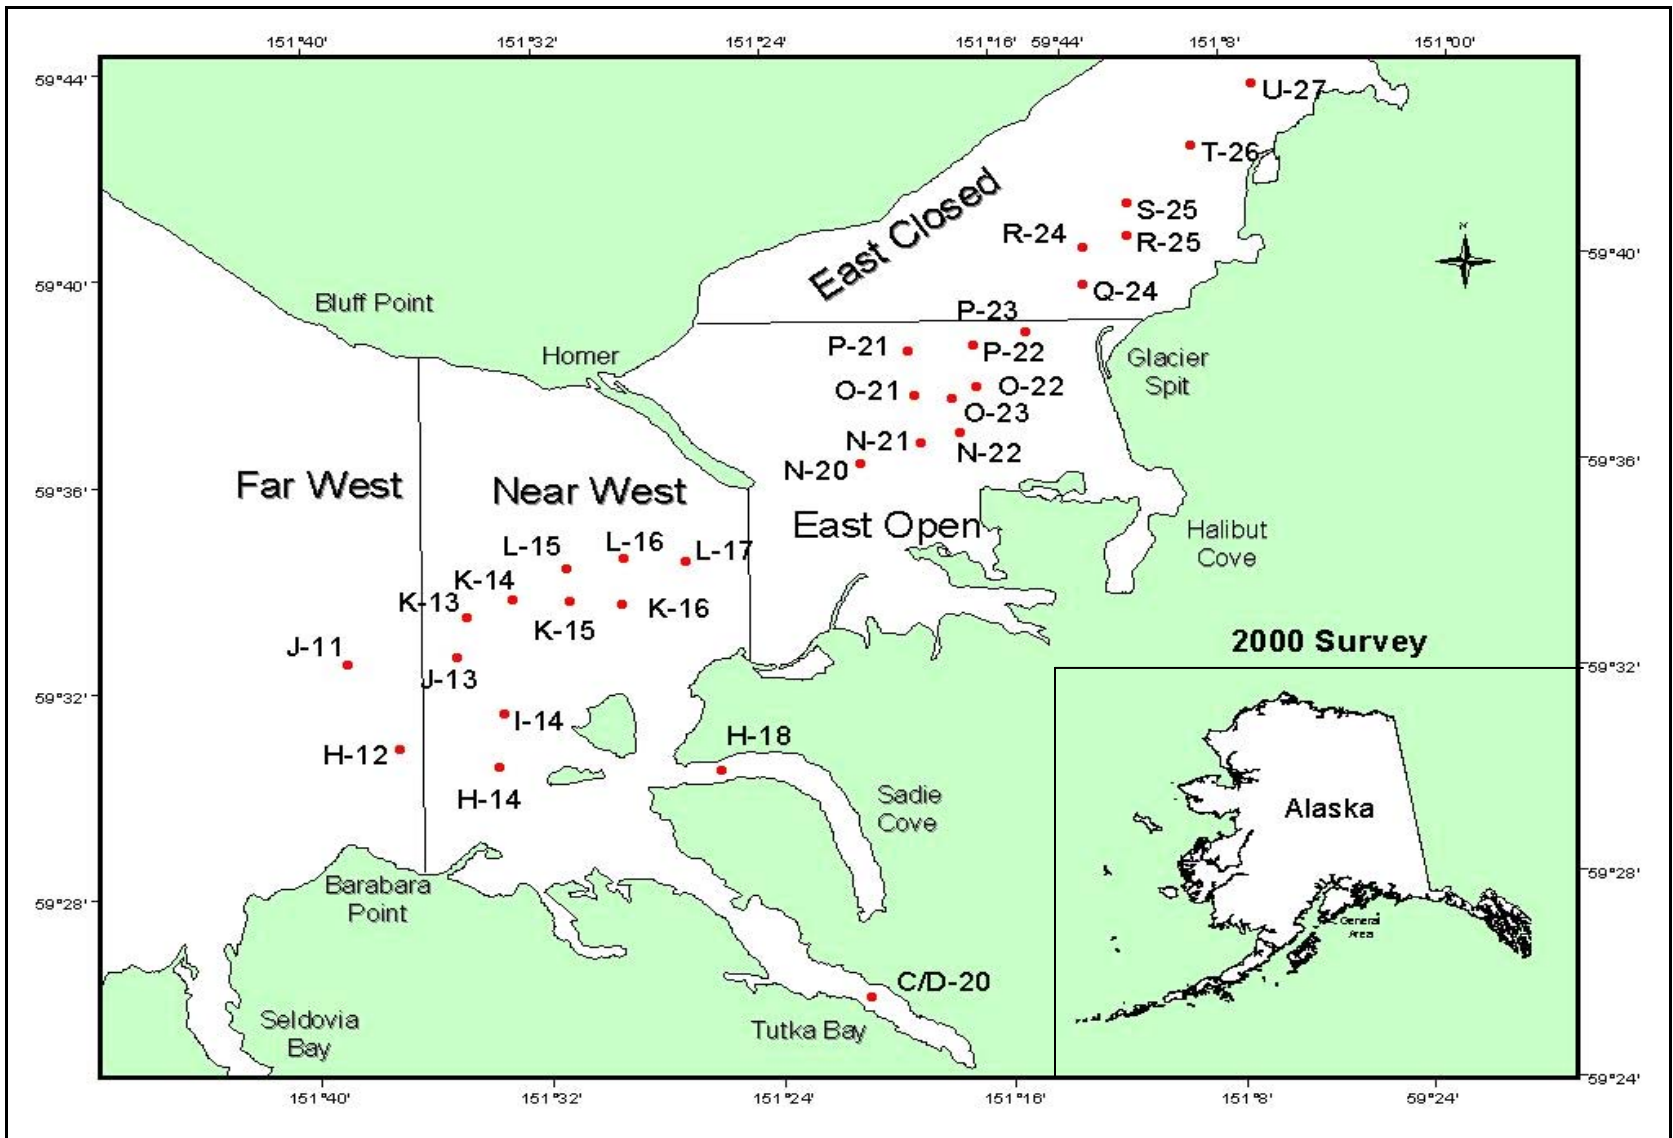 151°40' 151°32' 151°24' 151°16' 59°44' 151°8' 151°00'
59°44'
U-27
T-26
S-25
R-24
R-25
East Closed
59°40'
N
59°40'
Q-24
Bluff Point
P-23
P-21
P-22
Homer
Glacier
Spit
O-21
O-22
O-23
N-21
N-22
N-20
59°36'
Far West
Near West
59°36'
East Open
Halibut
Cove
L-15
L-16
L-17
K-14
K-13
K-16
K-15
J-11
2000 Survey
59°32'
J-13
59°32'
I-14
H-18
H-12
H-14
Sadie
Cove
Alaska
59°28'
Barabara
Point
59°28'
General
Area
C/D-20
Seldovia
Bay
Tutka Bay
59°24'
151°40' 151°32' 151°24' 151°16' 151°8' 59°24'